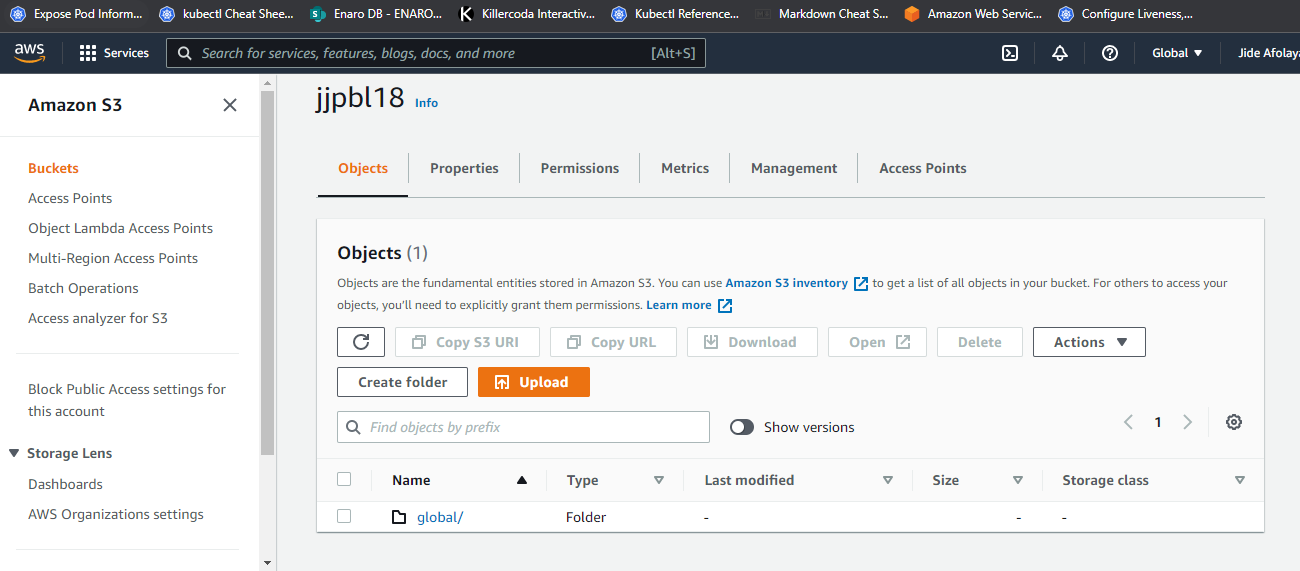 Expose Pod Inform... kubectl Cheat Shee... Enaro DB - ENARO... Killercoda Interactiv... Kubectl Reference... Markdown Cheat S... Amazon Web Servic... Configure Liveness,...
aws Services Search for services, features, blogs, docs, and more [Alt+S] Global Jide Afolaya
Amazon S3
Buckets
Access Points
Object Lambda Access Points
Multi-Region Access Points
Batch Operations
Access analyzer for S3
Block Public Access settings for
this account
Storage Lens
Dashboards
AWS Organizations settings
jjpbl18 Info
Objects Properties Permissions Metrics Management Access Points
Objects (1)
Objects are the fundamental entities stored in Amazon S3. You can use Amazon S3 inventory to get a list of all objects in your bucket. For others to access your
objects, you'll need to explicitly grant them permissions. Learn more
Copy S3 URI Copy URL Download Open Delete Actions
Create folder Upload
Find objects by prefix Show versions 1
Name Type Last modified Size Storage class
global/ Folder - - -